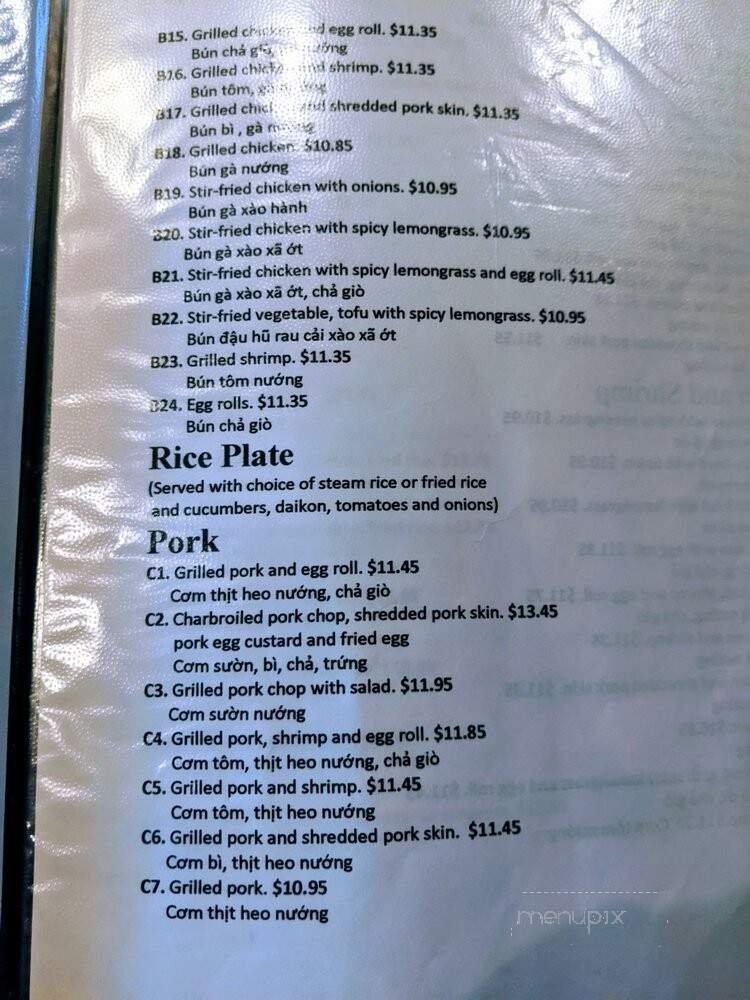 B15. Grilled chicken and egg roll. $11.35
Bún chả giò, gà nướng
B16. Grilled chicken and shrimp. $11.35
Bún tôm, gà nướng
B17. Grilled chicken and shredded pork skin. $11.35
Bún bì , gà nướng
B18. Grilled chicken. $10.85
Bún gà nướng
B19. Stir-fried chicken with onions. $10.95
Bún gà xào hành
B20. Stir-fried chicken with spicy lemongrass. $10.95
Bún gà xào xã ớt
B21. Stir-fried chicken with spicy lemongrass and egg roll. $11.45
Bún gà xào xã ớt, chả giò
B22. Stir-fried vegetable, tofu with spicy lemongrass. $10.95
Bún đậu hũ rau cải xào xã ớt
B23. Grilled shrimp. $11.35
Bún tôm nướng
B24. Egg rolls. $11.35
Bún chả giò
Rice Plate
(Served with choice of steam rice or fried rice
and cucumbers, daikon, tomatoes and onions)
Pork
C1. Grilled pork and egg roll. $11.45
Cơm thịt heo nướng, chả giò
C2. Charbroiled pork chop, shredded pork skin. $13.45
pork egg custard and fried egg
Cơm sườn, bì, chả, trứng
C3. Grilled pork chop with salad. $11.95
Cơm sườn nướng
C4. Grilled pork, shrimp and egg roll. $11.85
Cơm tôm, thịt heo nướng, chả giò
C5. Grilled pork and shrimp. $11.45
Cơm tôm, thịt heo nướng
C6. Grilled pork and shredded pork skin. $11.45
Cơm bì, thịt heo nướng
C7. Grilled pork. $10.95
Cơm thịt heo nướng
menupix